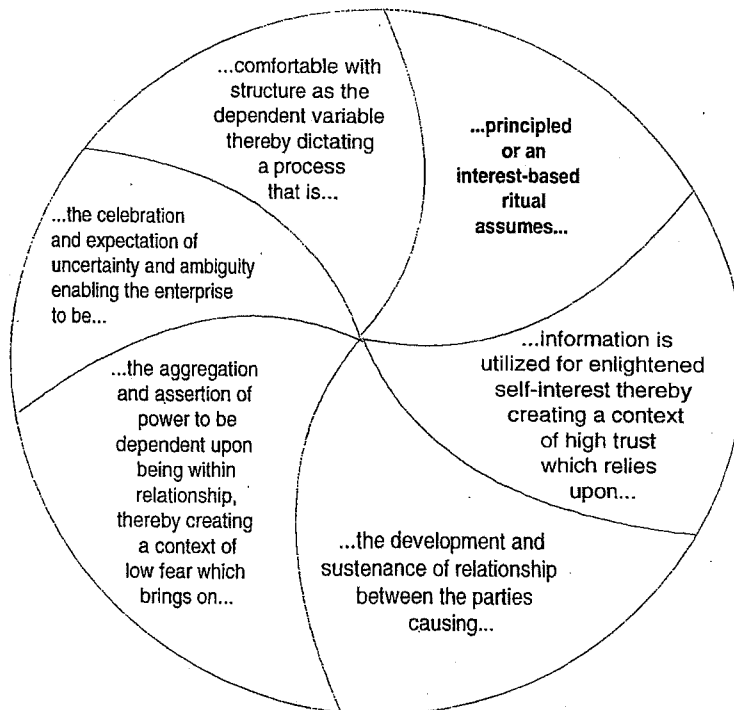 ...principled
or an
interest-based
ritual
assumes...
...information is
utilized for enlightened
self-interest thereby
creating a context
of high trust
which relies
upon...
...the development and
sustenance of relationship
between the parties
causing...
...the aggregation
and assertion of
power to be
dependent upon
being within
relationship,
thereby creating
a context of
low fear which
brings on...
...the celebration
and expectation of
uncertainty and ambiguity
enabling the enterprise
to be...
...comfortable with
structure as the
dependent variable
thereby dictating
a process
that is...